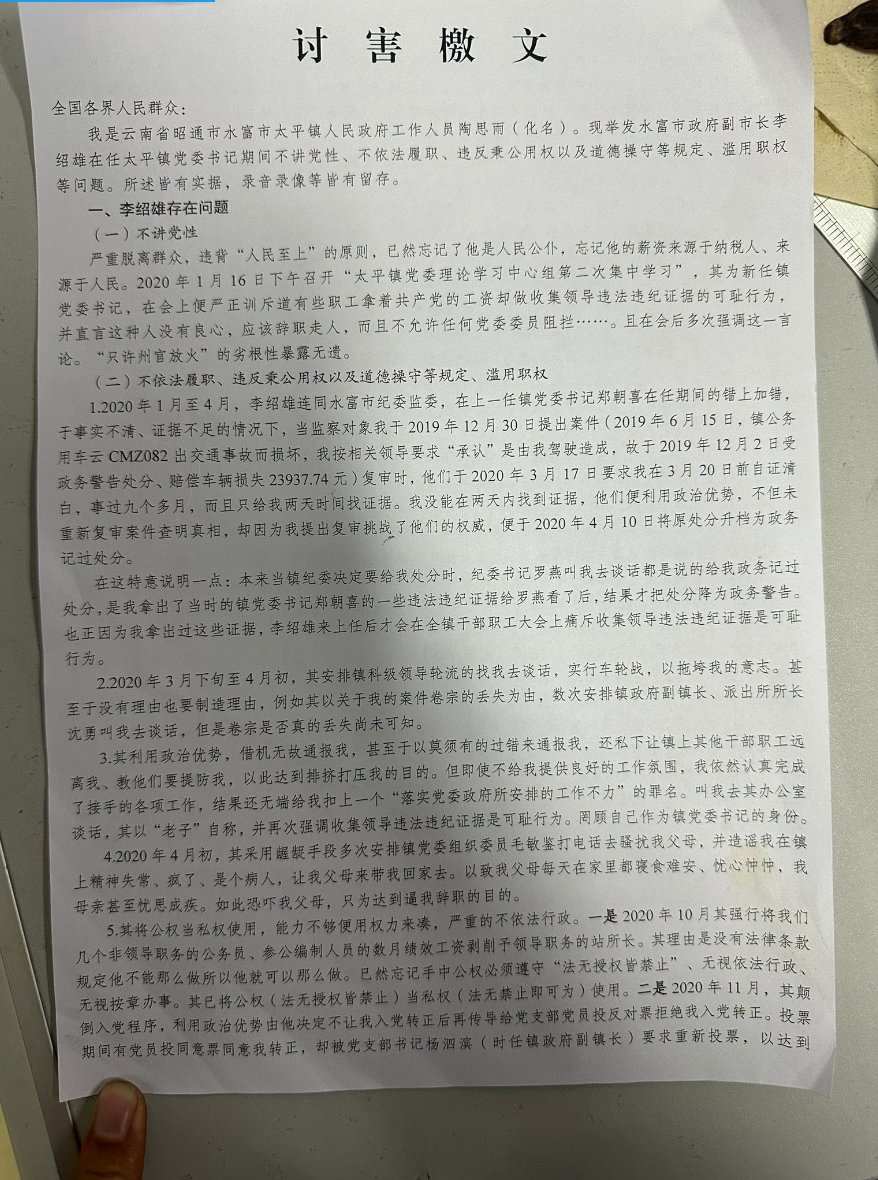 讨害檄文
全国各界人民群众：
我是云南省昭通市水富市太平镇人民政府工作人员陶思雨（化名）。现举发水富市政府副市长李
绍雄在任太平镇党委书记期间不讲党性、不依法履职、违反秉公用权以及道德操守等规定、滥用职权
等问题。所述皆有实据，录音录像等皆有留存。
一、李绍雄存在问题
（一）不讲党性
严重脱离群众，违背“人民至上”的原则，已然忘记了他是人民公仆，忘记他的薪资来源于纳税人、来
源于人民。2020 年 1 月 16 日下午召开“太平镇党委理论学习中心组第二次集中学习”，其为新任镇
党委书记，在会上便严正训斥道有些职工拿着共产党的工资却做收集领导违法违纪证据的可耻行为，
并直言这种人没有良心，应该辞职走人，而且不允许任何党委委员阻拦……。且在会后多次强调这一言
论。“只许州官放火”的劣根性暴露无遗。
（二）不依法履职、违反乘公用权以及道德操守等规定、滥用职权
1.2020 年 1 月至 4 月，李绍雄连同水富市纪委监委，在上一任镇党委书记郑朝喜在任期间的错上加错，
于事实不清、证据不足的情况下，当监察对象我于 2019 年 12 月 30 日提出案件（2019 年 6 月 15 日，镇公务
用车云 CMZ082 出交通事故而损坏，我按相关领导要求“承认”是由我驾驶造成，故于 2019 年 12 月 2 日受
政务警告处分、赔偿车辆损失 23937.74 元）复审时，他们于 2020 年 3 月 17 日要求我在 3 月 20 日前自证清
白，事过九个多月，而且只给我两天时间找证据。我没能在两天内找到证据，他们便利用政治优势，不但未
重新复审案件查明真相，却因为我提出复审挑战了他们的权威，便于 2020 年 4 月 10 日将原处分升档为政务
记过处分。
在这特意说明一点：本来当镇纪委决定要给我处分时，纪委书记罗燕叫我去谈话都是说的给我政务记过
处分，是我拿出了当时的镇党委书记郑朝喜的一些违法违纪证据给罗燕看了后，结果才把处分降为政务警告。
也正因为我拿出过这些证据，李绍雄来上任后才会在全镇干部职工大会上痛斥收集领导违法违纪证据是可耻
行为。
2.2020 年 3 月下旬至 4 月初，其安排镇科级领导轮流的找我去谈话，实行车轮战，以拖垮我的意志。甚
至于没有理由也要制造理由，例如其以关于我的案件卷宗的丢失为由，数次安排镇政府副镇长、派出所所长
沈勇叫我去谈话，但是卷宗是否真的丢失尚未可知。
3.其利用政治优势，借机无故通报我，甚至于以莫须有的过错来通报我，还私下让镇上其他干部职工远
离我、教他们要提防我，以此达到排挤打压我的目的。但即使不给我提供良好的工作氛围，我依然认真完成
了接手的各项工作，结果还无端给我扣上一个“落实党委政府所安排的工作不力”的罪名。叫我去其办公室
谈话，其以“老子”自称，并再次强调收集领导违法违纪证据是可耻行为。罔顾自己作为镇党委书记的身份。
4.2020 年 4 月初，其采用龌龊手段多次安排镇党委组织委员毛敏鉴打电话去骚扰我父母，并造谣我在镇
上精神失常、疯了、是个病人，让我父母来带我回家去。以致我父母每天在家里都寝食难安、忧心忡忡，我
母亲甚至忧思成疾。如此恐吓我父母，只为达到逼我辞职的目的。
5.其将公权当私权使用，能力不够便用权力来凑，严重的不依法行政。一是 2020 年 10 月其强行将我们
几个非领导职务的公务员、参公编制人员的数月绩效工资剥削予领导职务的站所长。其理由是没有法律条款
规定他不能那么做所以他就可以那么做。已然忘记手中公权必须遵守“法无授权皆禁止”、无视依法行政、
无视按章办事。其已将公权（法无授权皆禁止）当私权（法无禁止即可为）使用。二是 2020 年 11 月，其颠
倒入党程序，利用政治优势由他决定不让我入党转正后再传导给党支部党员投反对票拒绝我入党转正。投票
期间有党员投同意票同意我转正，却被党支部书记杨泗滨（时任镇政府副镇长）要求重新投票，以达到